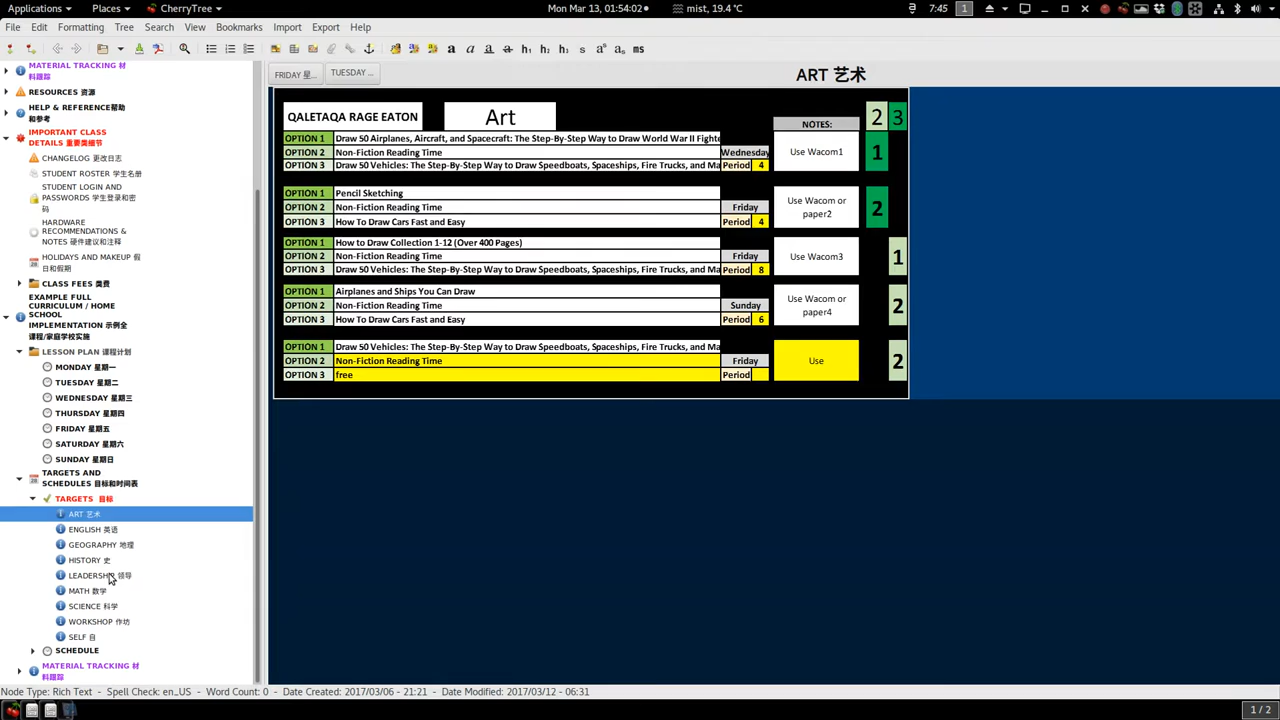 Applications Places CherryTree Mon Mar 13, 01:54:02 mist, 19.4 °C 7:45 1
File Edit Formatting Tree Search View Bookmarks Import Export Help
a a a a h1 h2 h3 s aˢ aₛ ms
MATERIAL TRACKING 材
料跟踪
RESOURCES 资源
HELP & REFERENCE帮助
和参考
IMPORTANT CLASS
DETAILS 重要类细节
CHANGELOG 更改日志
STUDENT ROSTER 学生名册
STUDENT LOGIN AND
PASSWORDS 学生登录和密
码
HARDWARE
RECOMMENDATIONS &
NOTES 硬件建议和注释
HOLIDAYS AND MAKEUP 假
日和假期
CLASS FEES 类费
EXAMPLE FULL
CURRICULUM / HOME
SCHOOL
IMPLEMENTATION 示例全
课程/家庭学校实施
LESSON PLAN 课程计划
MONDAY 星期一
TUESDAY 星期二
WEDNESDAY 星期三
THURSDAY 星期四
FRIDAY 星期五
SATURDAY 星期六
SUNDAY 星期日
TARGETS AND
SCHEDULES 目标和时间表
TARGETS 目标
ART 艺术
ENGLISH 英语
GEOGRAPHY 地理
HISTORY 史
LEADERSHIP 领导
MATH 数学
SCIENCE 科学
WORKSHOP 作坊
SELF 自
SCHEDULE
MATERIAL TRACKING 材
料跟踪
FRIDAY 星... TUESDAY ... ART 艺术
QALETAQA RAGE EATON Art NOTES: 2 3
OPTION 1 Draw 50 Airplanes, Aircraft, and Spacecraft: The Step-By-Step Way to Draw World War II Fighte
OPTION 2 Non-Fiction Reading Time Wednesday Use Wacom1 1
OPTION 3 Draw 50 Vehicles: The Step-By-Step Way to Draw Speedboats, Spaceships, Fire Trucks, and Ma Period 4
OPTION 1 Pencil Sketching
OPTION 2 Non-Fiction Reading Time Friday Use Wacom or paper2 2
OPTION 3 How To Draw Cars Fast and Easy Period 4
OPTION 1 How to Draw Collection 1-12 (Over 400 Pages)
OPTION 2 Non-Fiction Reading Time Friday Use Wacom3 1
OPTION 3 Draw 50 Vehicles: The Step-By-Step Way to Draw Speedboats, Spaceships, Fire Trucks, and Ma Period 8
OPTION 1 Airplanes and Ships You Can Draw
OPTION 2 Non-Fiction Reading Time Sunday Use Wacom or paper4 2
OPTION 3 How To Draw Cars Fast and Easy Period 6
OPTION 1 Draw 50 Vehicles: The Step-By-Step Way to Draw Speedboats, Spaceships, Fire Trucks, and Ma
OPTION 2 Non-Fiction Reading Time Friday Use 2
OPTION 3 free Period
Node Type: Rich Text - Spell Check: en_US - Word Count: 0 - Date Created: 2017/03/06 - 21:21 - Date Modified: 2017/03/12 - 06:31
1 / 2